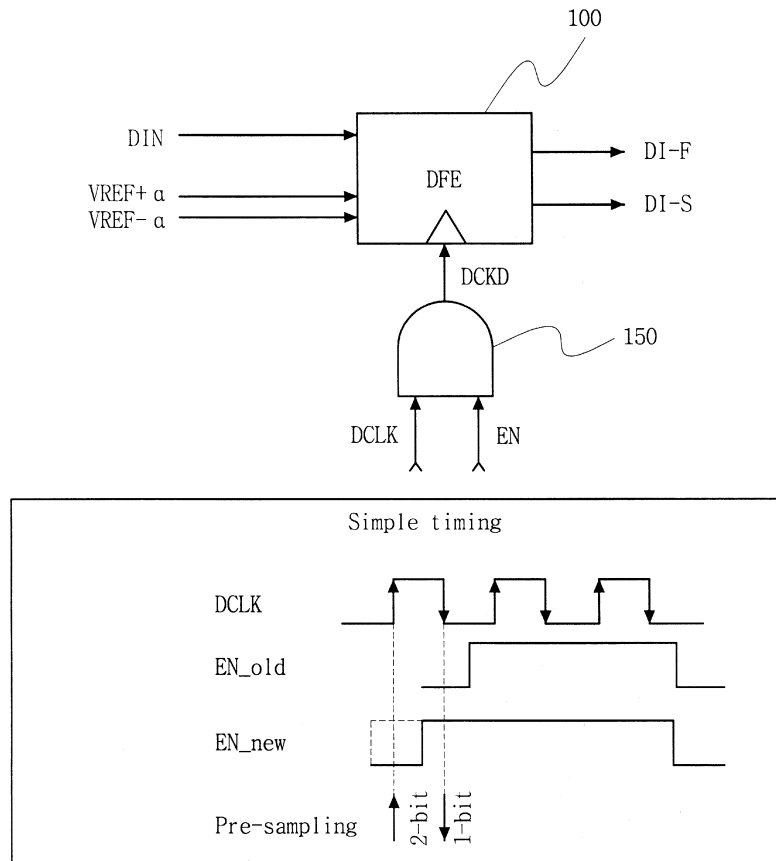 100
DIN
DFE
DI-F
VREF+ α
VREF- α
DI-S
DCKD
150
DCLK
EN
Simple timing
DCLK
EN_old
EN_new
Pre-sampling
2-bit
1-bit